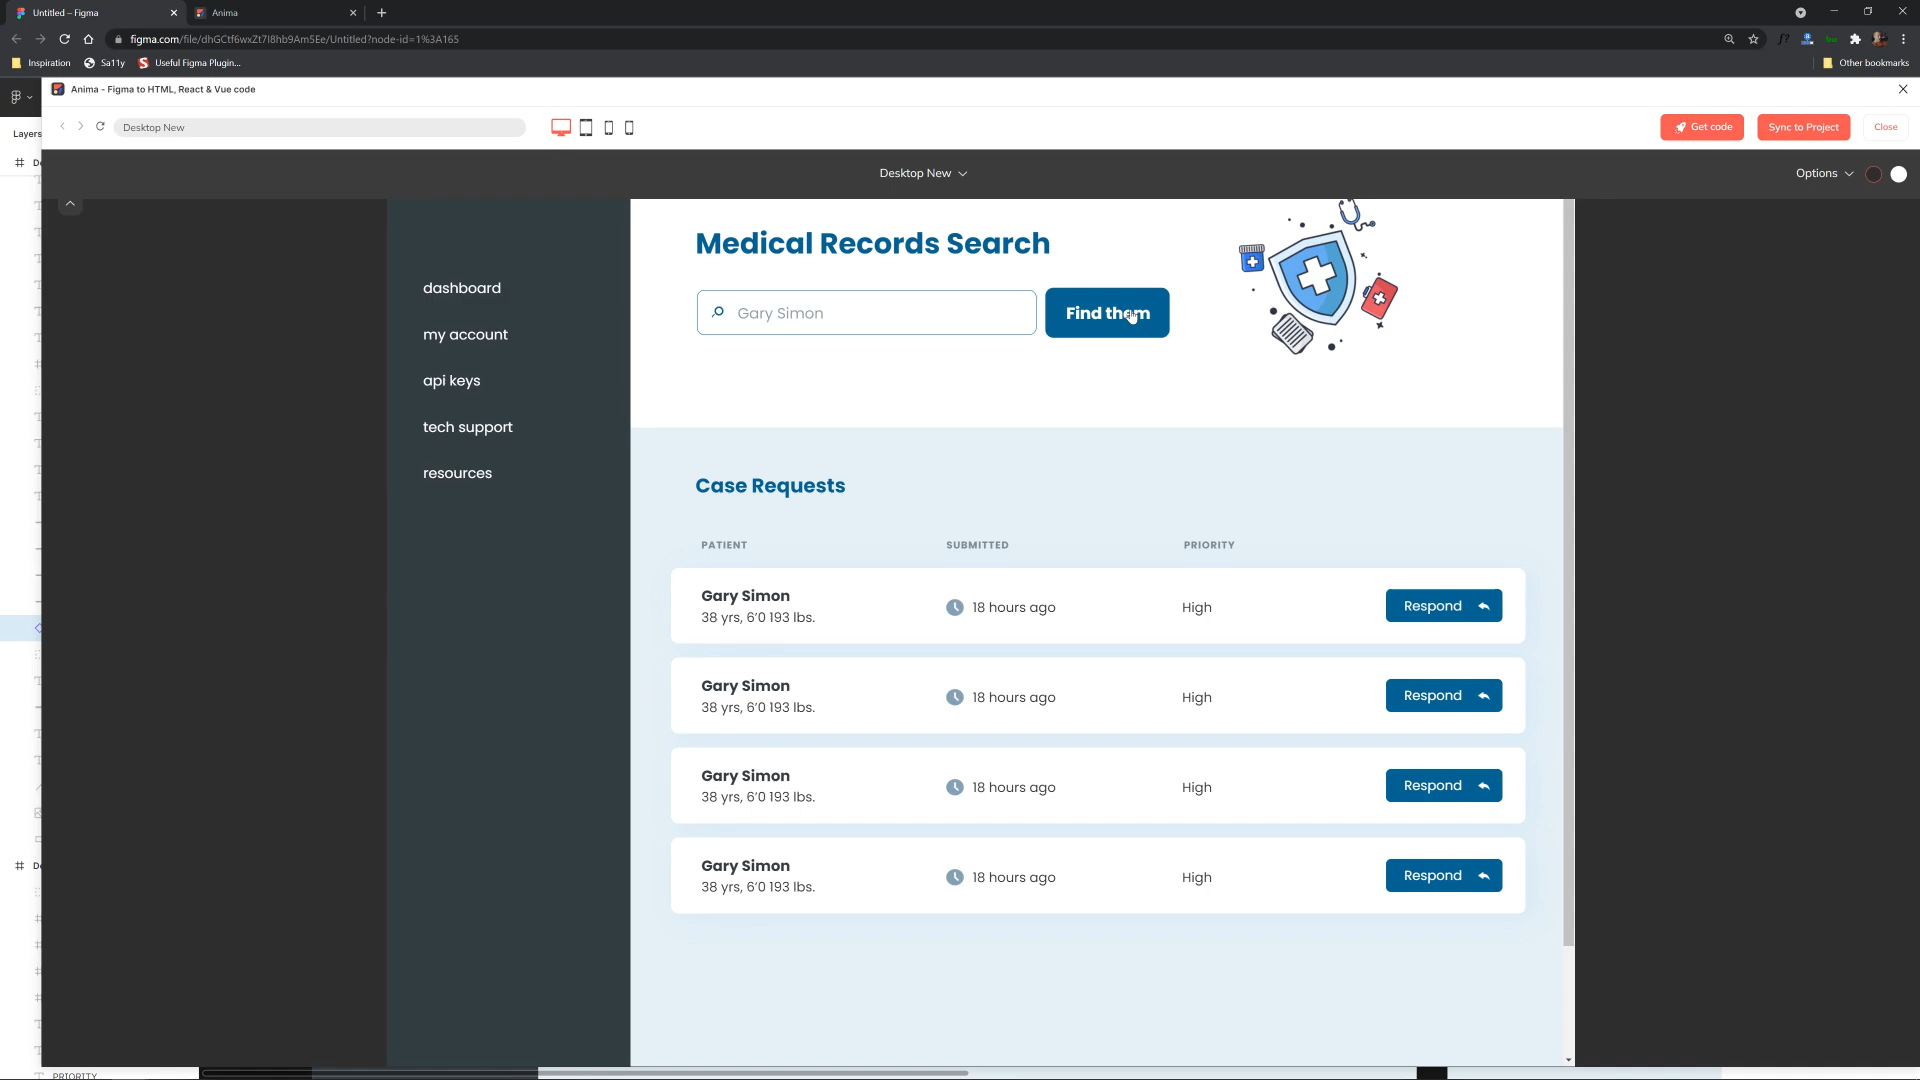 Untitled – Figma
Anima
figma.com/file/dhGCtf6wxZt7I8hb9Am5Ee/Untitled?node-id=1%3A165
Inspiration
Sa11y
Useful Figma Plugin...
Other bookmarks
Anima - Figma to HTML, React & Vue code
Layers
Desktop New
Get code
Sync to Project
Close
Desktop New
Options
Medical Records Search
Gary Simon
Find them
dashboard
my account
api keys
tech support
resources
Case Requests
PATIENT SUBMITTED PRIORITY
Gary Simon
38 yrs, 6’0 193 lbs.
18 hours ago
High
Respond
Gary Simon
38 yrs, 6’0 193 lbs.
18 hours ago
High
Respond
Gary Simon
38 yrs, 6’0 193 lbs.
18 hours ago
High
Respond
Gary Simon
38 yrs, 6’0 193 lbs.
18 hours ago
High
Respond
PRIORITY